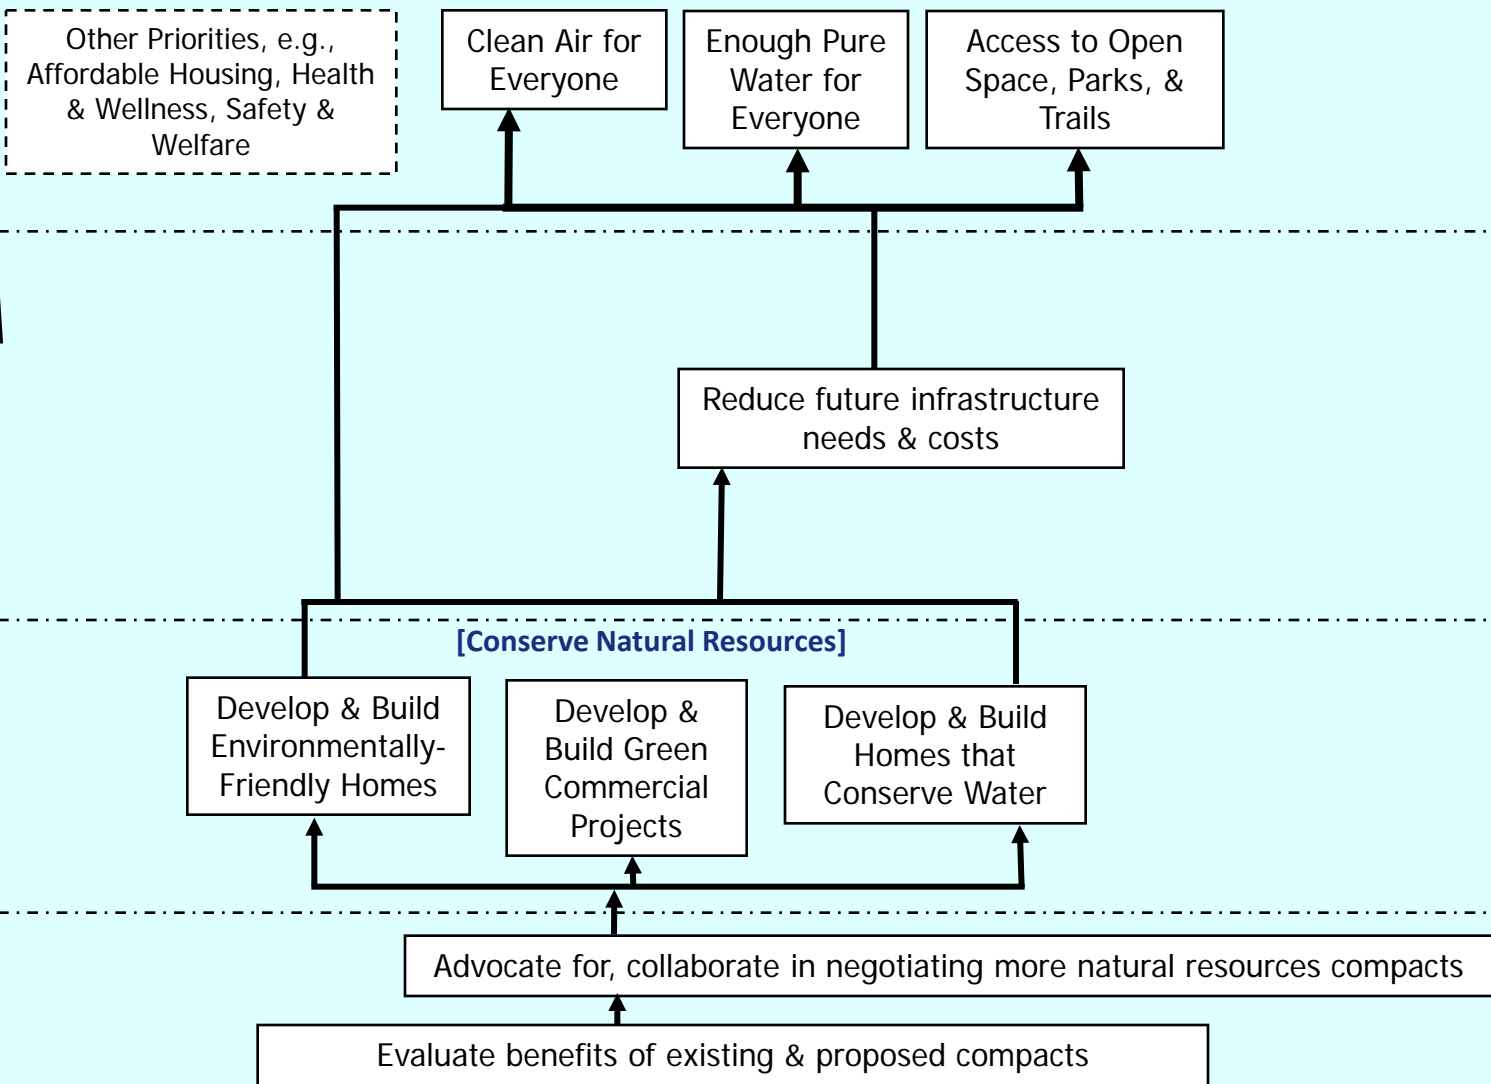 Other Priorities, e.g.,
Affordable Housing, Health
& Wellness, Safety &
Welfare
Clean Air for
Everyone
Enough Pure
Water for
Everyone
Access to Open
Space, Parks, &
Trails
Reduce future infrastructure
needs & costs
[Conserve Natural Resources]
Develop & Build
Environmentally-
Friendly Homes
Develop &
Build Green
Commercial
Projects
Develop & Build
Homes that
Conserve Water
Advocate for, collaborate in negotiating more natural resources compacts
Evaluate benefits of existing & proposed compacts